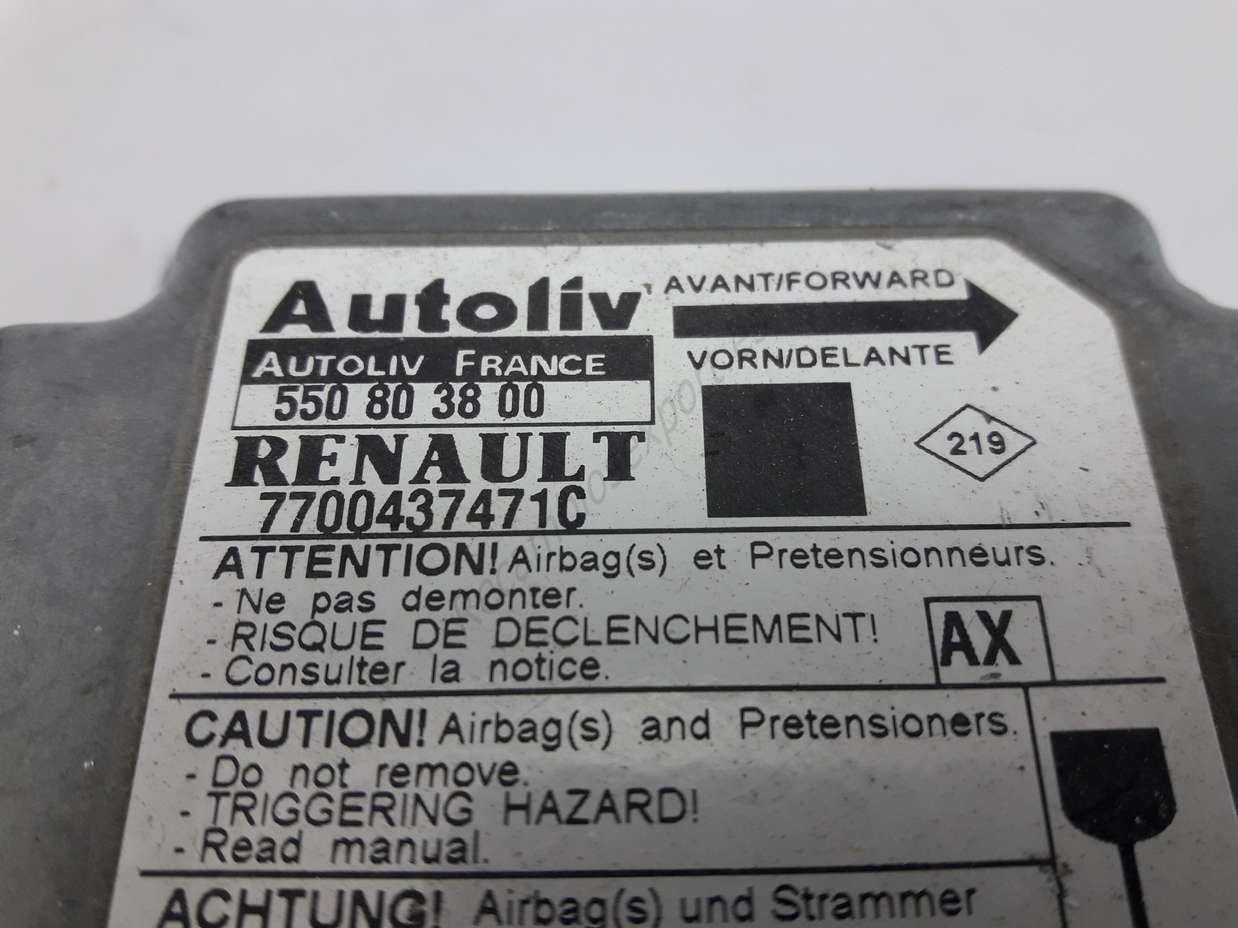 Autoliv
AVANT/FORWARD
AUTOLIV FRANCE
VORN/DELANTE
550 80 38 00
RENAULT
219
7700437471C
ATTENTION! Airbag(s) et Pretensionneurs.
- Ne pas demonter.
- RISQUE DE DECLENCHEMENT!
- Consulter la notice.
AX
CAUTION! Airbag(s) and Pretensioners.
- Do not remove.
- TRIGGERING HAZARD!
- Read manual.
ACHTUNG! Airbag(s) und Strammer